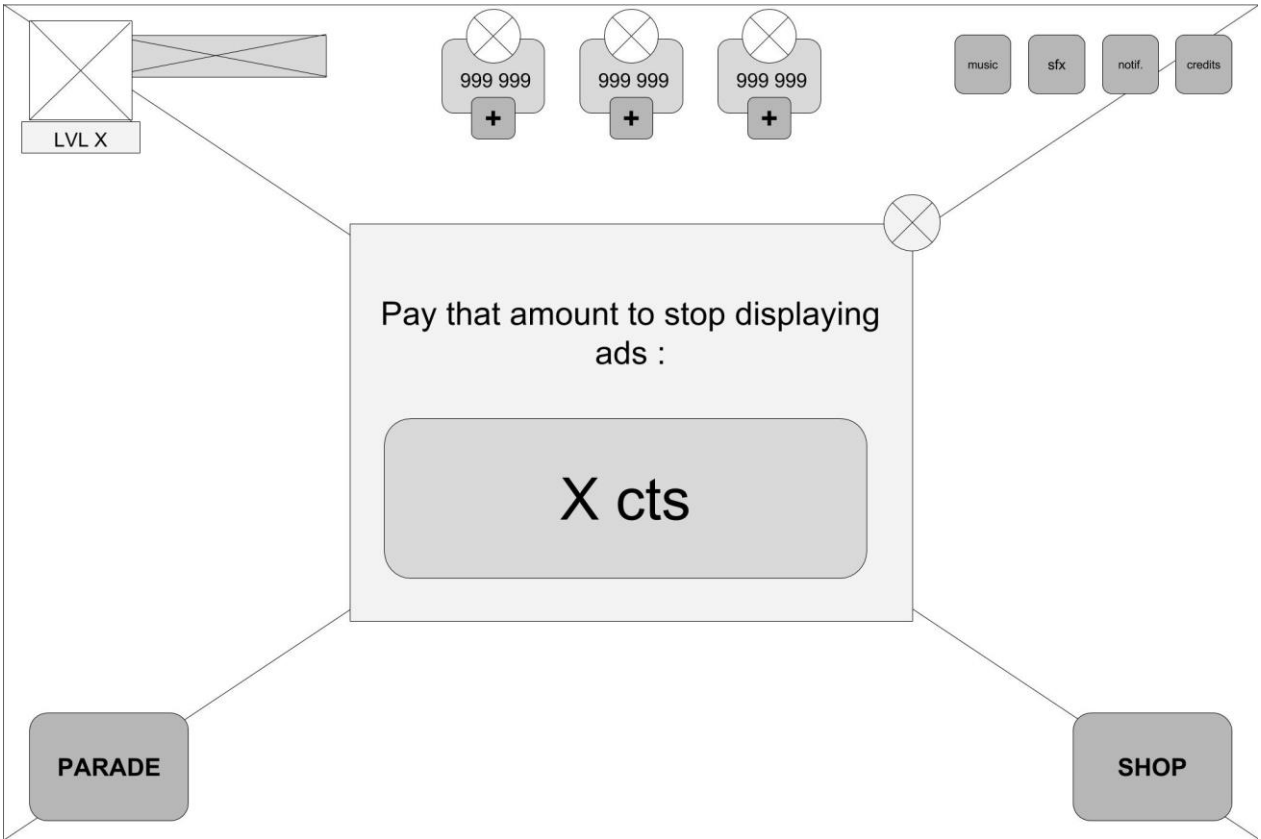 999 999
999 999
999 999
music
sfx
notif.
credits
+
+
+
LVL X
Pay that amount to stop displaying
ads :
X cts
PARADE
SHOP